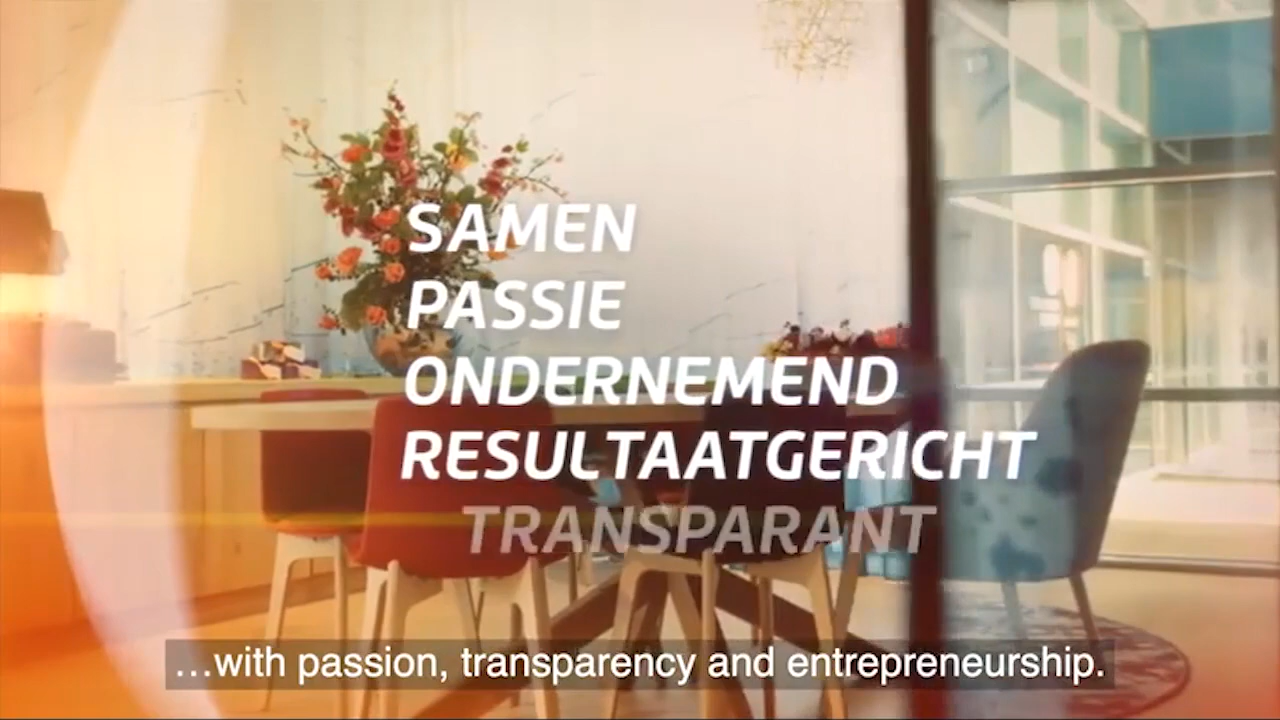 SAMEN
PASSIE
ONDERNEMEND
RESULTAATGERICHT
TRANSPARANT
…with passion, transparency and entrepreneurship.